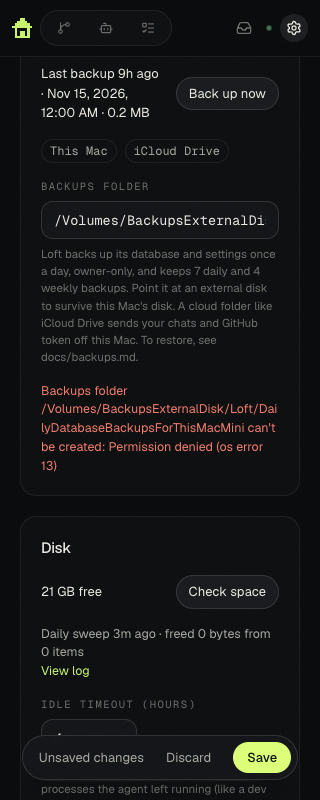 Last backup 9h ago
· Nov 15, 2026,
12:00 AM · 0.2 MB
Back up now
This Mac
iCloud Drive
BACKUPS FOLDER
/Volumes/BackupsExternalDi
Loft backs up its database and settings once
a day, owner-only, and keeps 7 daily and 4
weekly backups. Point it at an external disk
to survive this Mac's disk. A cloud folder like
iCloud Drive sends your chats and GitHub
token off this Mac. To restore, see
docs/backups.md.
Backups folder
/Volumes/BackupsExternalDisk/Loft/Dai
lyDatabaseBackupsForThisMacMini can't
be created: Permission denied (os error
13)
Disk
21 GB free
Check space
Daily sweep 3m ago · freed 0 bytes from
0 items
View log
IDLE TIMEOUT (HOURS)
Unsaved changes
Discard
Save
processes the agent left running (like a dev